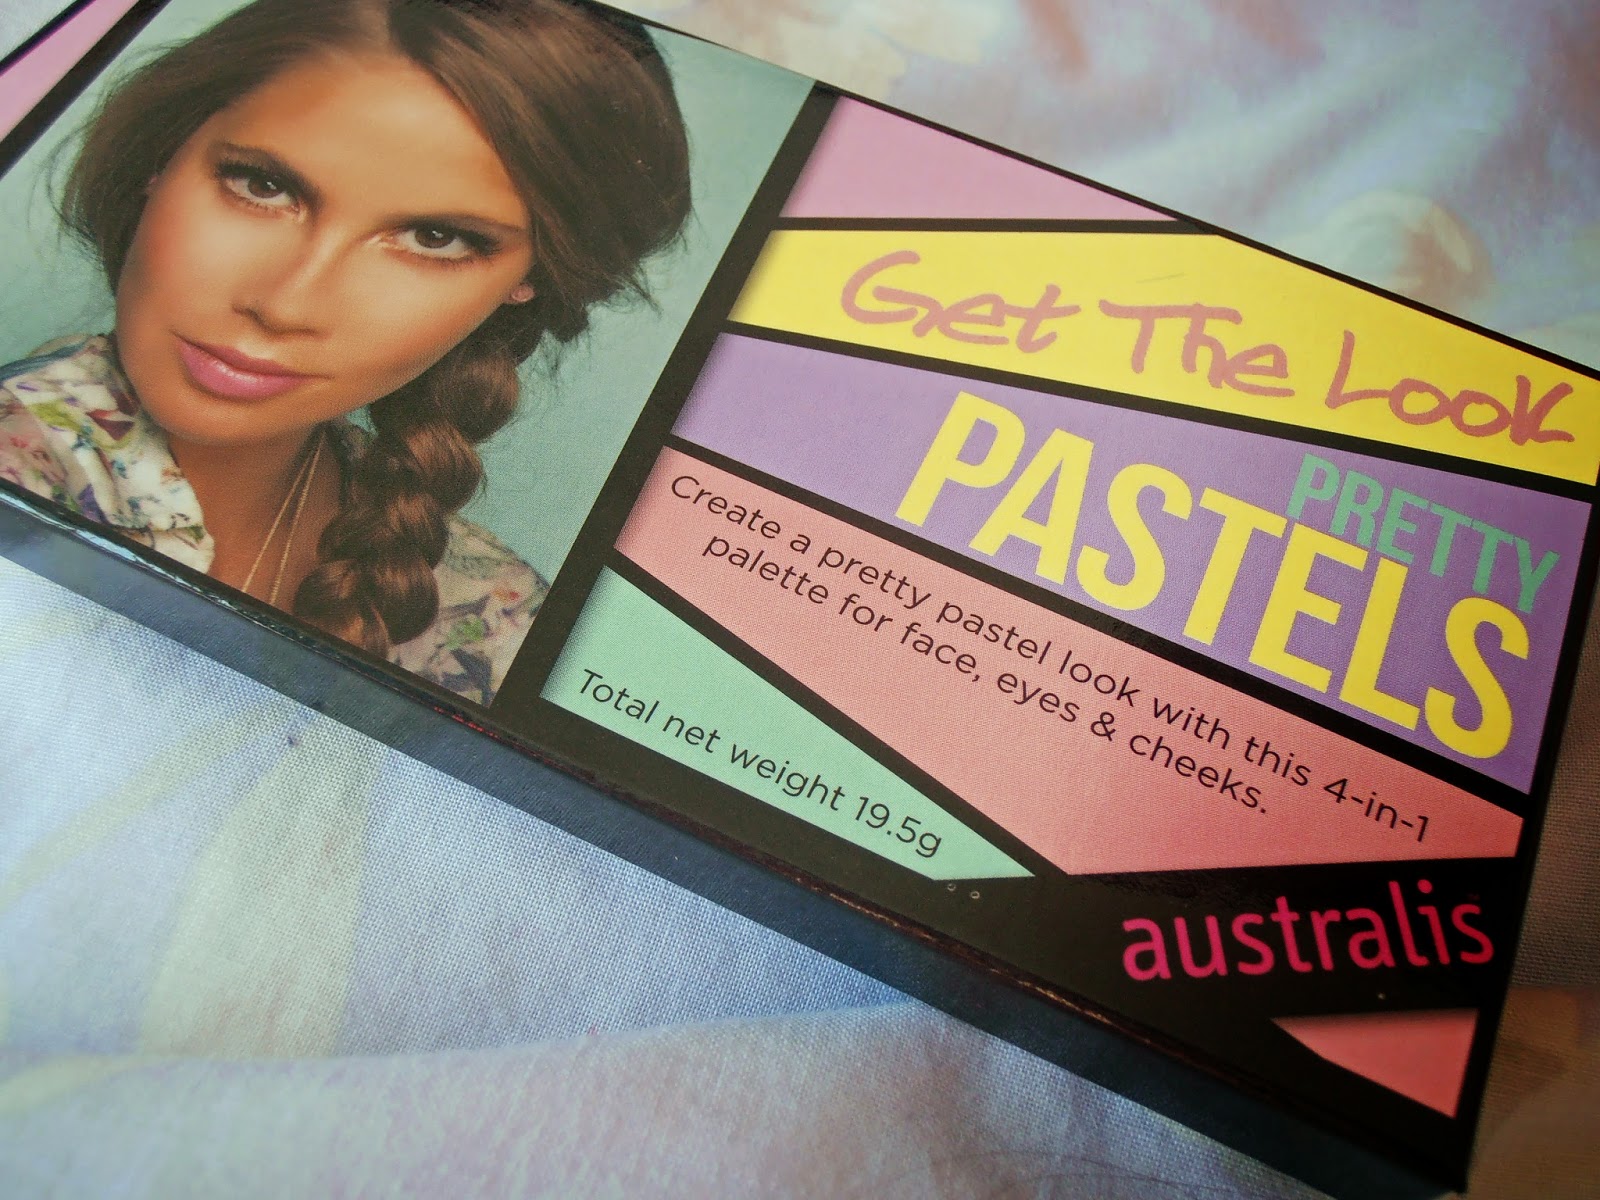 Get The Look
PRETTY
PASTELS
Create a pretty pastel look with this 4-in-1
palette for face, eyes & cheeks.
Total net weight 19.5g
australis